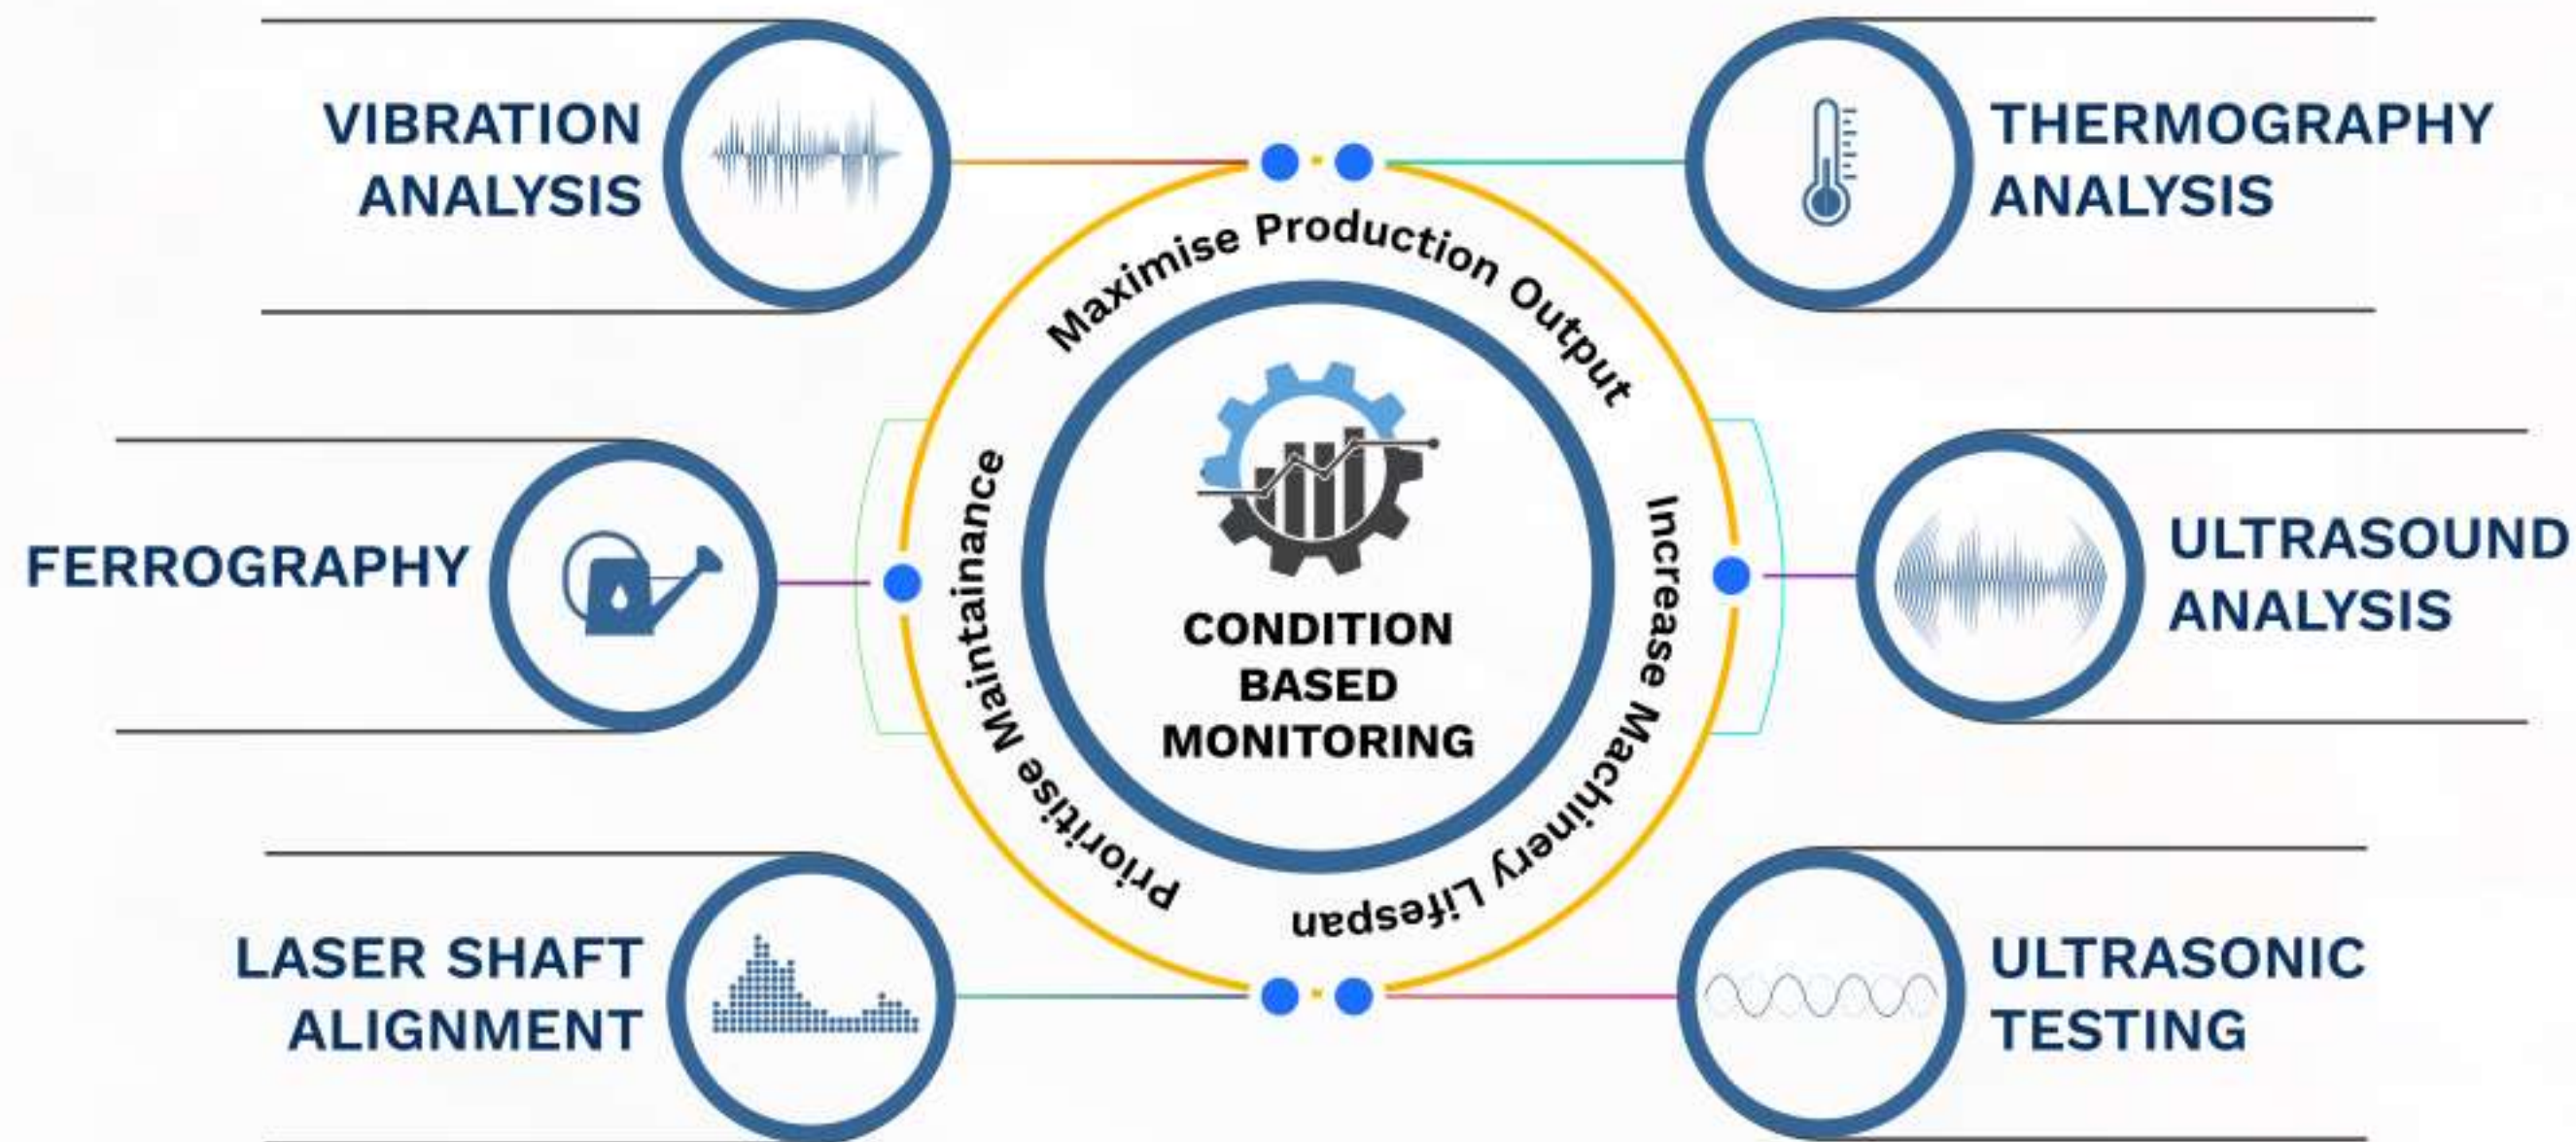 VIBRATION
ANALYSIS
THERMOGRAPHY
ANALYSIS
Maximise Production Output
FERROGRAPHY
Prioritise Maintainance
CONDITION
BASED
MONITORING
Increase Machinery Lifespan
ULTRASOUND
ANALYSIS
LASER SHAFT
ALIGNMENT
ULTRASONIC
TESTING